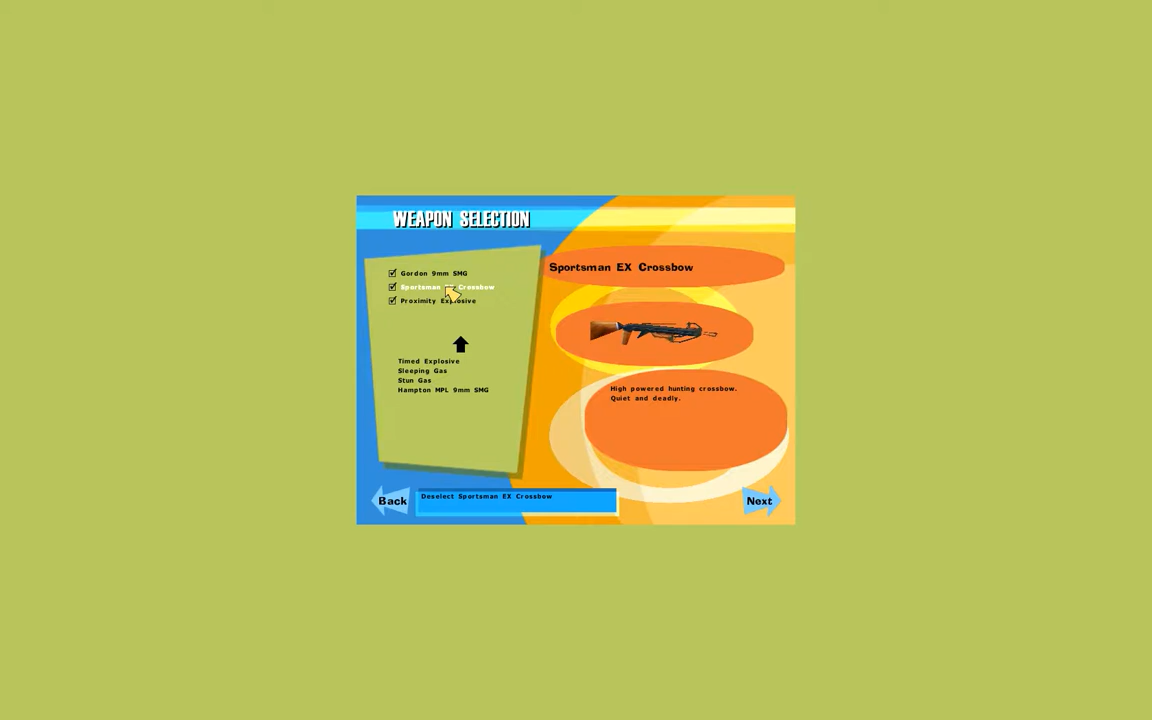 WEAPON SELECTION
Gordon 9mm SMG
Sportsman EX Crossbow
Proximity Explosive
Timed Explosive
Sleeping Gas
Stun Gas
Hampton MPL 9mm SMG
Sportsman EX Crossbow
High powered hunting crossbow.
Quiet and deadly.
Back
Deselect Sportsman EX Crossbow
Next